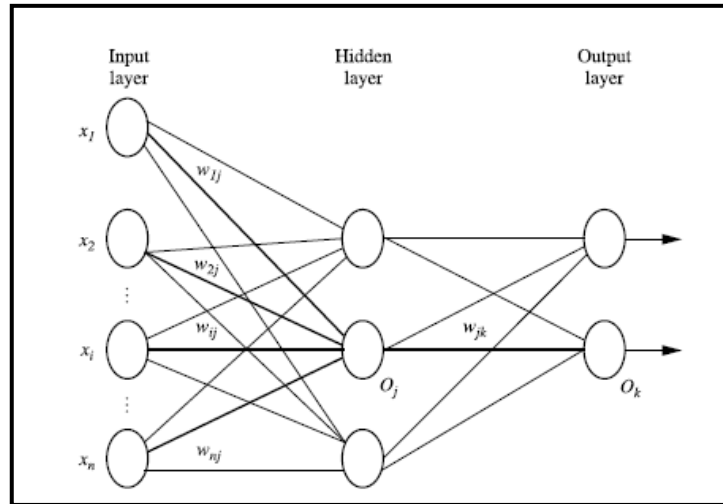 Input layer
Hidden layer
Output layer
x1
w1j
x2
w2j
⋮
xi
wij
Oj
wjk
Ok
⋮
xn
wnj